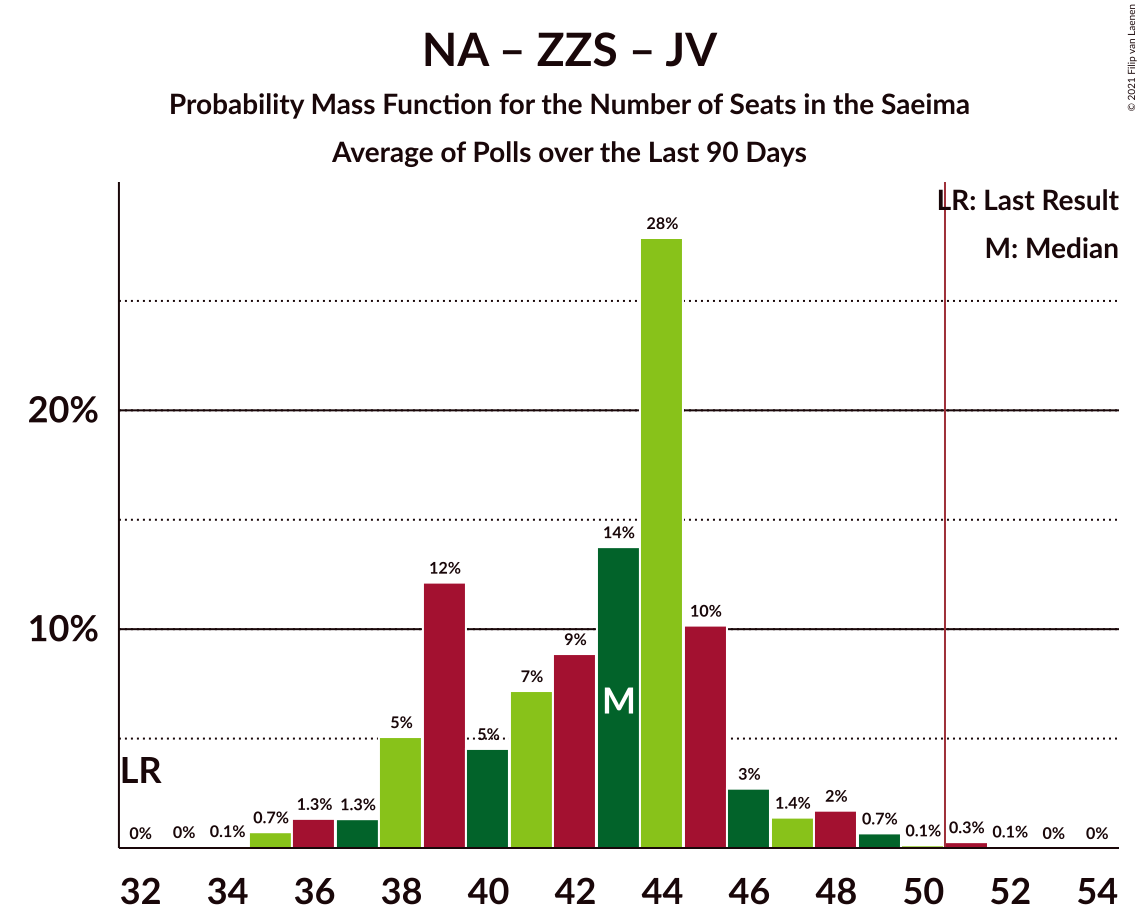 NA – ZZS – JV
Probability Mass Function for the Number of Seats in the Saeima
Average of Polls over the Last 90 Days
© 2021 Filip van Laenen
LR: Last Result
M: Median
28%
20%
14%
12%
10%
10%
9%
7%
M
5%
5%
LR
3%
2%
1.3%
1.3%
1.4%
0.7%
0.7%
0.3%
0% 0% 0.1%
0.1%
0.1% 0% 0%
32 34 36 38 40 42 44 46 48 50 52 54